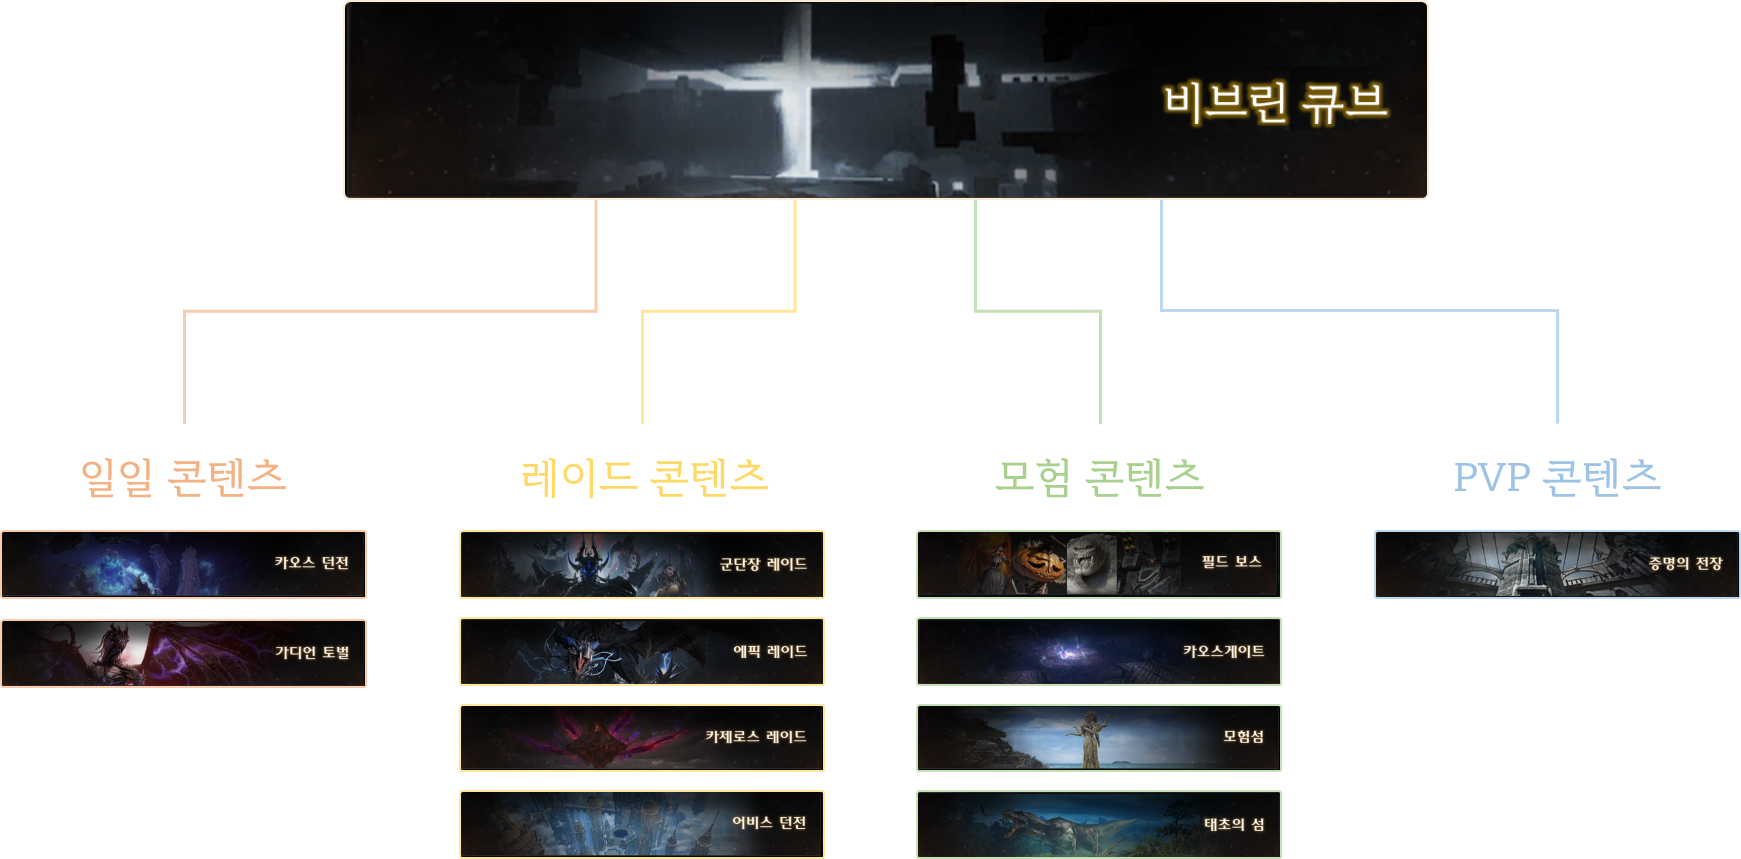 비브린 큐브
일일 콘텐츠
카오스 던전
가디언 토벌
레이드 콘텐츠
군단장 레이드
에픽 레이드
카제로스 레이드
어비스 던전
모험 콘텐츠
필드 보스
카오스게이트
모험섬
태초의 섬
PVP 콘텐츠
증명의 전장